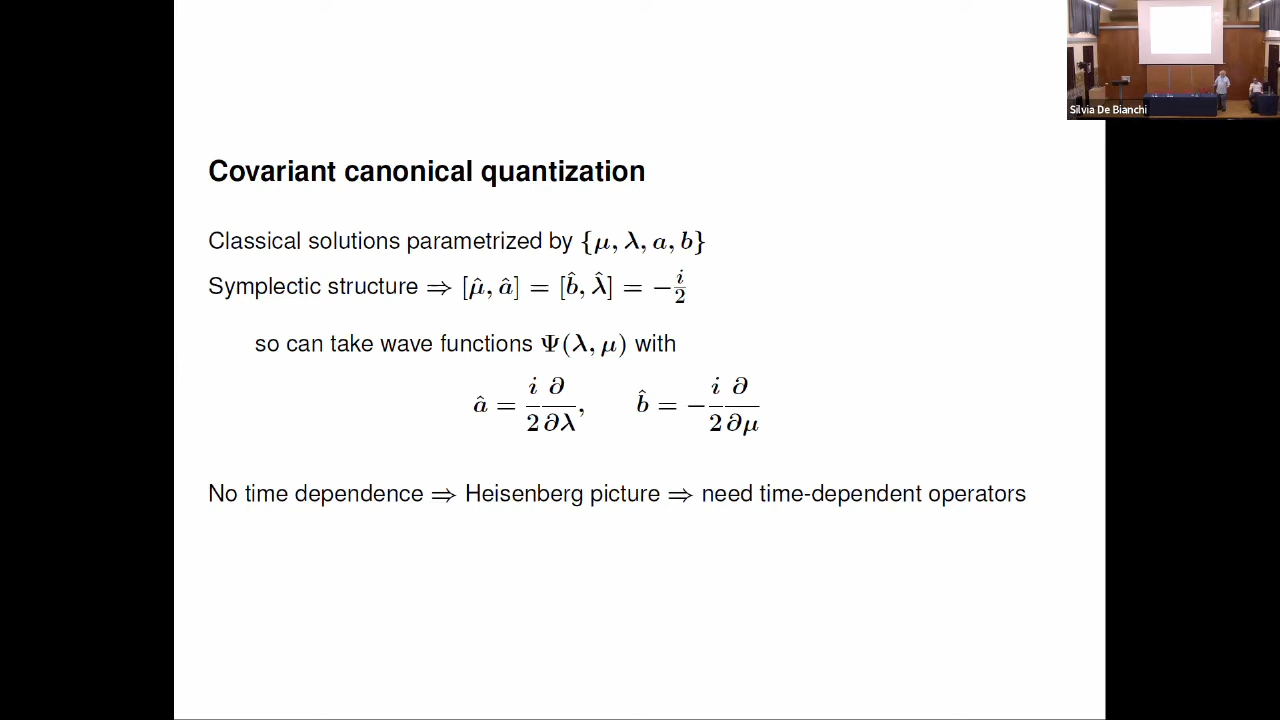 Silvia De Bianchi
Covariant canonical quantization
Classical solutions parametrized by {μ, λ, a, b}
Symplectic structure ⇒ [μ̂, â] = [b̂, λ̂] = −i/2
so can take wave functions Ψ(λ, μ) with
â = i/2 ∂/∂λ, b̂ = −i/2 ∂/∂μ
No time dependence ⇒ Heisenberg picture ⇒ need time-dependent operators